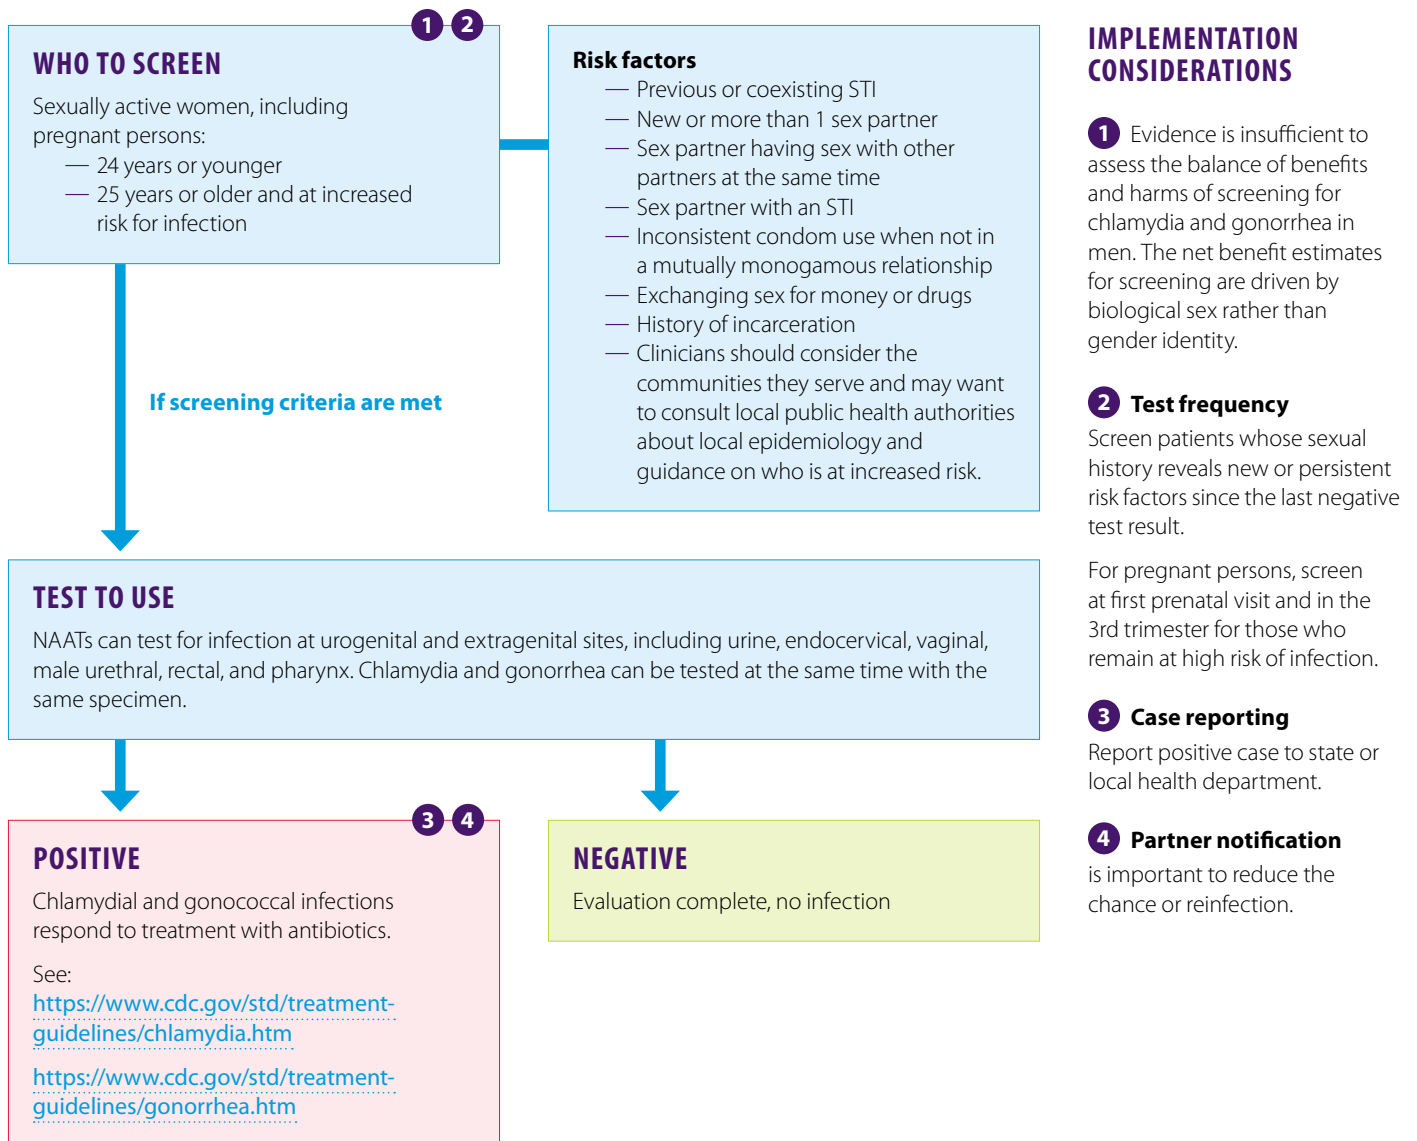 1 2
WHO TO SCREEN
Sexually active women, including
pregnant persons:
— 24 years or younger
— 25 years or older and at increased
risk for infection
Risk factors
— Previous or coexisting STI
— New or more than 1 sex partner
— Sex partner having sex with other
partners at the same time
— Sex partner with an STI
— Inconsistent condom use when not in
a mutually monogamous relationship
— Exchanging sex for money or drugs
— History of incarceration
— Clinicians should consider the
communities they serve and may want
to consult local public health authorities
about local epidemiology and
guidance on who is at increased risk.
If screening criteria are met
TEST TO USE
NAATs can test for infection at urogenital and extragenital sites, including urine, endocervical, vaginal,
male urethral, rectal, and pharynx. Chlamydia and gonorrhea can be tested at the same time with the
same specimen.
3 4
POSITIVE
Chlamydial and gonococcal infections
respond to treatment with antibiotics.
See:
https://www.cdc.gov/std/treatment-
guidelines/chlamydia.htm
https://www.cdc.gov/std/treatment-
guidelines/gonorrhea.htm
NEGATIVE
Evaluation complete, no infection
IMPLEMENTATION
CONSIDERATIONS
1 Evidence is insufficient to
assess the balance of benefits
and harms of screening for
chlamydia and gonorrhea in
men. The net benefit estimates
for screening are driven by
biological sex rather than
gender identity.
2 Test frequency
Screen patients whose sexual
history reveals new or persistent
risk factors since the last negative
test result.
For pregnant persons, screen
at first prenatal visit and in the
3rd trimester for those who
remain at high risk of infection.
3 Case reporting
Report positive case to state or
local health department.
4 Partner notification
is important to reduce the
chance or reinfection.